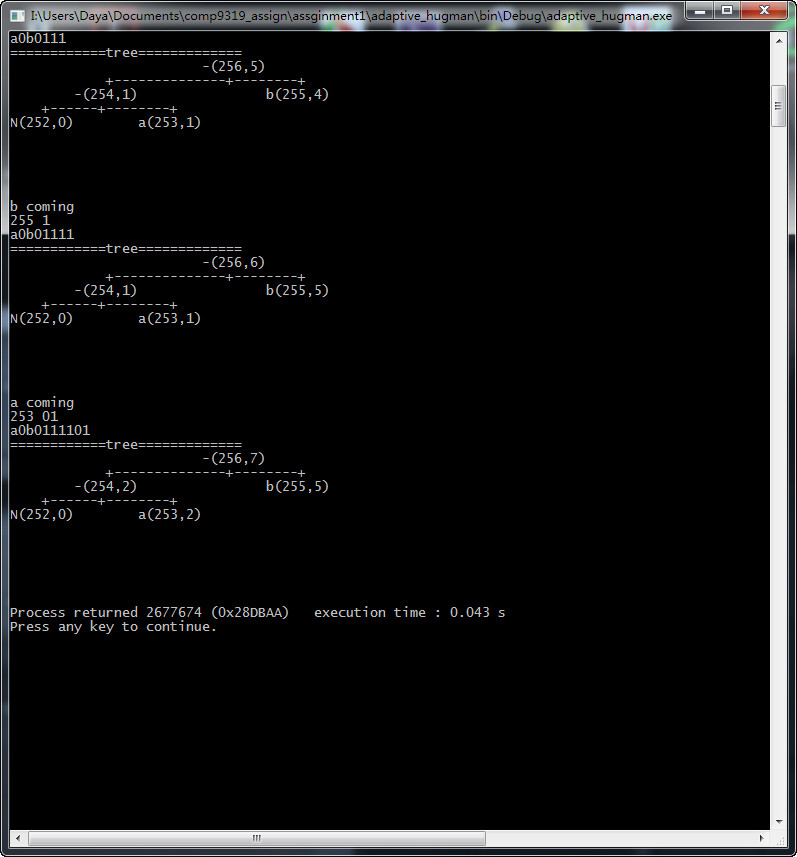 I:\Users\Daya\Documents\comp9319_assign\assginment1\adaptive_hugman\bin\Debug\adaptive_hugman.exe
a0b0111
============tree=============
                        -(256,5)
            +--------------+--------+
        -(254,1)                b(255,4)
    +------+--------+
N(252,0)        a(253,1)
b coming
255 1
a0b01111
============tree=============
                        -(256,6)
            +--------------+--------+
        -(254,1)                b(255,5)
    +------+--------+
N(252,0)        a(253,1)
a coming
253 01
a0b0111101
============tree=============
                        -(256,7)
            +--------------+--------+
        -(254,2)                b(255,5)
    +------+--------+
N(252,0)        a(253,2)
Process returned 2677674 (0x28DBAA)   execution time : 0.043 s
Press any key to continue.